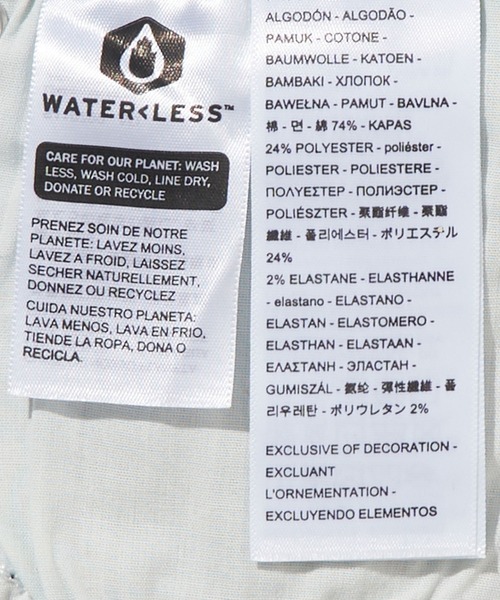 WATER<LESS™
CARE FOR OUR PLANET: WASH
LESS, WASH COLD, LINE DRY,
DONATE OR RECYCLE
PRENEZ SOIN DE NOTRE
PLANETE: LAVEZ MOINS,
LAVEZ A FROID, LAISSEZ
SECHER NATURELLEMENT,
DONNEZ OU RECYCLEZ
CUIDA NUESTRO PLANETA:
LAVA MENOS, LAVA EN FRIO,
TIENDE LA ROPA, DONA O
RECICLA.
ALGODÓN - ALGODÃO -
PAMUK - COTONE -
BAUMWOLLE - KATOEN -
BAMBAKI - ХЛОПОК -
BAWEŁNA - PAMUT - BAVLNA -
棉 - 면 - 綿 74% - KAPAS
24% POLYESTER - poliéster -
POLIESTER - POLIESTERE -
ΠΟΛΥΕΣΤΕΡ - ПОЛИЭСТЕР -
POLIÉSZTER - 聚酯纤维 - 聚酯
纖維 - 폴리에스터 - ポリエステル
24%
2% ELASTANE - ELASTHANNE
- elastano - ELASTANO -
ELASTAN - ELASTOMERO -
ELASTHAN - ELASTAAN -
ΕΛΑΣΤΑΝΗ - ЭЛАСТАН -
GUMISZÁL - 氨纶 - 彈性纖維 - 폴
리우레탄 - ポリウレタン 2%
EXCLUSIVE OF DECORATION -
EXCLUANT
L'ORNEMENTATION -
EXCLUYENDO ELEMENTOS